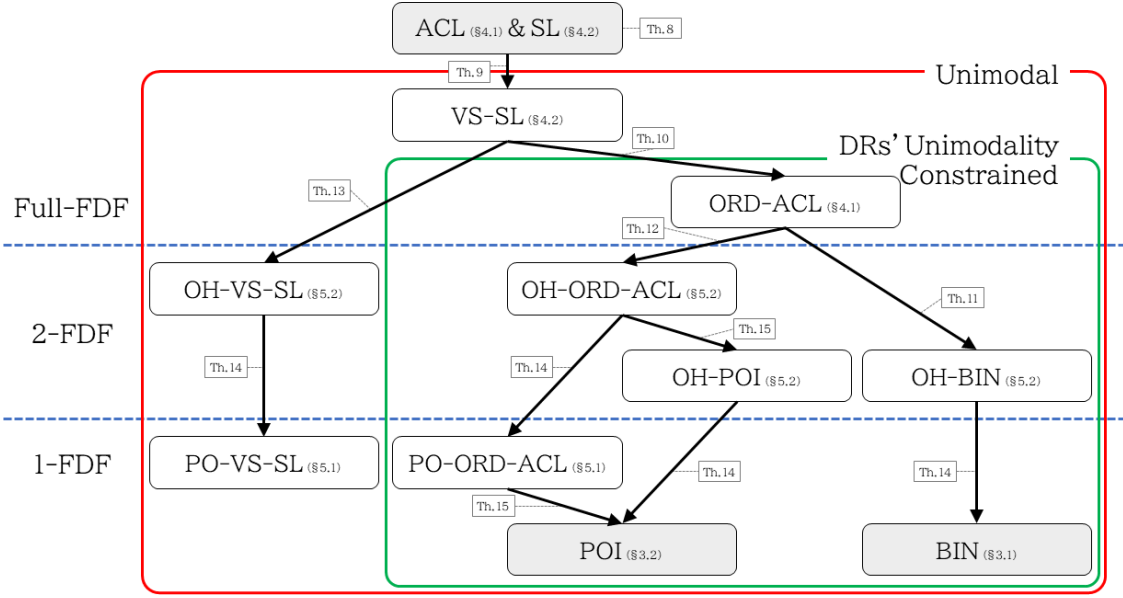 ACL (§4.1) & SL (§4.2)
Th.8
Th.9
Unimodal
VS-SL (§4.2)
Th.10
DRs' Unimodality
Constrained
Th.13
Full-FDF
ORD-ACL (§4.1)
Th.12
OH-VS-SL (§5.2)
OH-ORD-ACL (§5.2)
Th.11
2-FDF
Th.15
Th.14
Th.14
OH-POI (§5.2)
OH-BIN (§5.2)
1-FDF
PO-VS-SL (§5.1)
PO-ORD-ACL (§5.1)
Th.14
Th.14
Th.15
POI (§3.2)
BIN (§3.1)